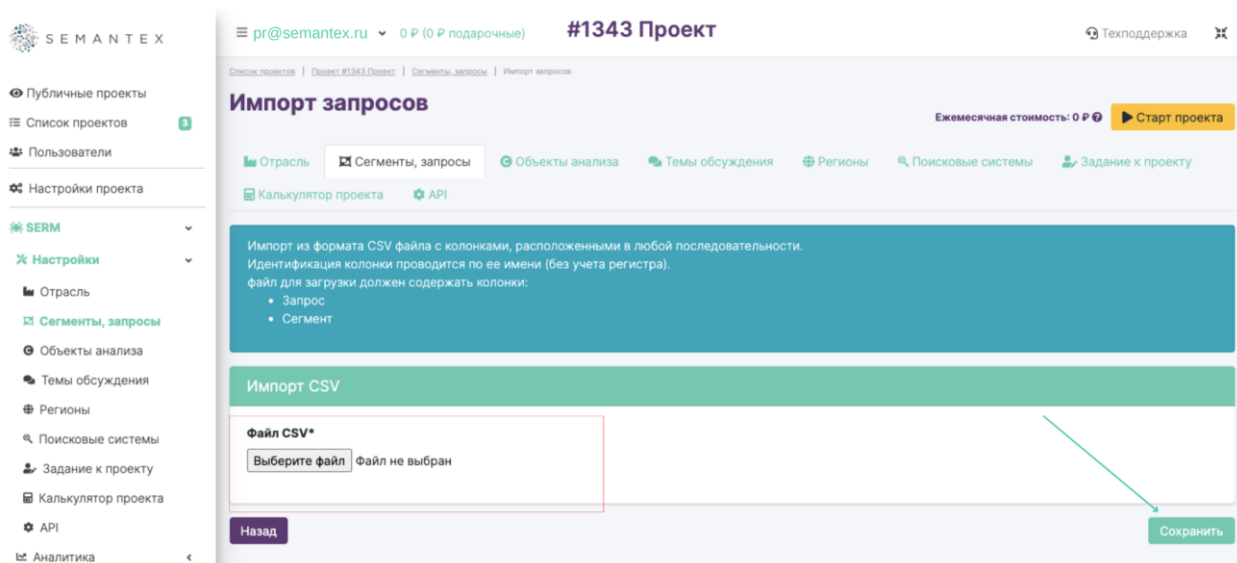 SEMANTEX
pr@semantex.ru 0 ₽ (0 ₽ подарочные) #1343 Проект Техподдержка
Список проектов | Проект #1343 Проект | Сегменты, запросы | Импорт запросов
Импорт запросов
Ежемесячная стоимость: 0 ₽ Старт проекта
Публичные проекты
Список проектов 3
Пользователи
Настройки проекта
SERM
Настройки
Отрасль
Сегменты, запросы
Объекты анализа
Темы обсуждения
Регионы
Поисковые системы
Задание к проекту
Калькулятор проекта
API
Аналитика
Отрасль Сегменты, запросы Объекты анализа Темы обсуждения Регионы Поисковые системы Задание к проекту
Калькулятор проекта API
Импорт из формата CSV файла с колонками, расположенными в любой последовательности.
Идентификация колонки проводится по ее имени (без учета регистра).
файл для загрузки должен содержать колонки:
• Запрос
• Сегмент
Импорт CSV
Файл CSV*
Выберите файл Файл не выбран
Назад Сохранить